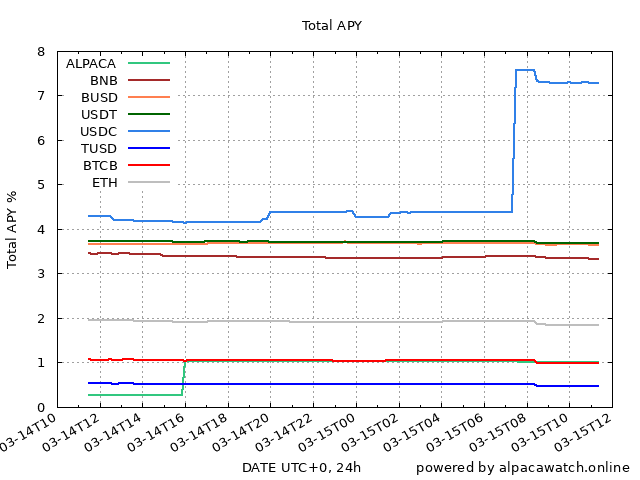 Total APY
Total APY %
8
7
6
5
4
3
2
1
0
ALPACA
BNB
BUSD
USDT
USDC
TUSD
BTCB
ETH
03-14T10
03-14T12
03-14T14
03-14T16
03-14T18
03-14T20
03-14T22
03-15T00
03-15T02
03-15T04
03-15T06
03-15T08
03-15T10
03-15T12
DATE UTC+0, 24h
powered by alpacawatch.online